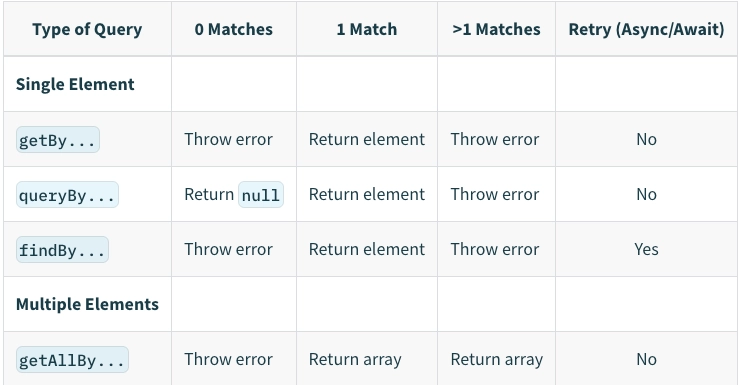 Type of Query 0 Matches 1 Match >1 Matches Retry (Async/Await)
Single Element
getBy... Throw error Return element Throw error No
queryBy... Return null Return element Throw error No
findBy... Throw error Return element Throw error Yes
Multiple Elements
getAllBy... Throw error Return array Return array No